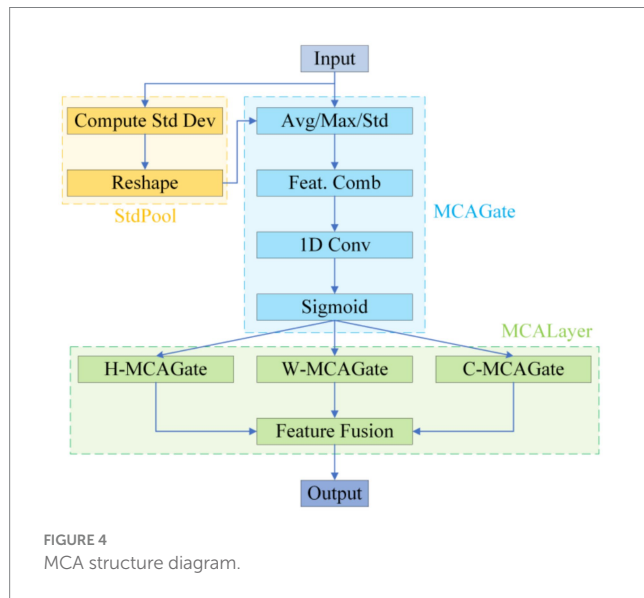 Input
Compute Std Dev
Avg/Max/Std
Reshape
Feat. Comb
StdPool
MCAGate
1D Conv
Sigmoid
MCALayer
H-MCAGate
W-MCAGate
C-MCAGate
Feature Fusion
Output
FIGURE 4
MCA structure diagram.